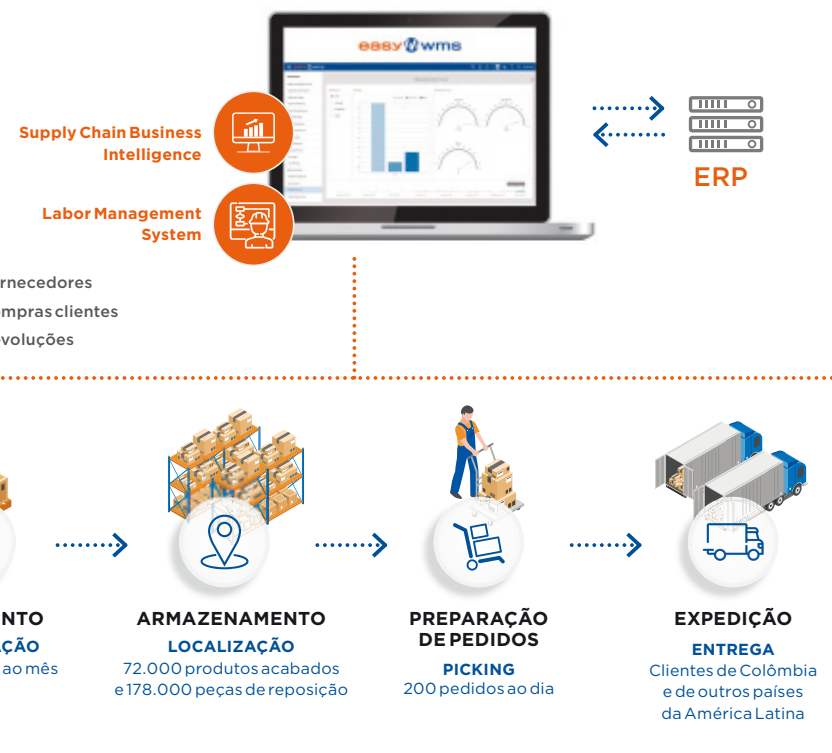 easy wms
Supply Chain Business
Intelligence
ERP
Labor Management
System
rnecedores
mpras clientes
voluções
NTO
AÇÃO
ao mês
ARMAZENAMENTO
LOCALIZAÇÃO
72.000 produtos acabados
e 178.000 peças de reposição
PREPARAÇÃO
DE PEDIDOS
PICKING
200 pedidos ao dia
EXPEDIÇÃO
ENTREGA
Clientes de Colômbia
e de outros países
da América Latina